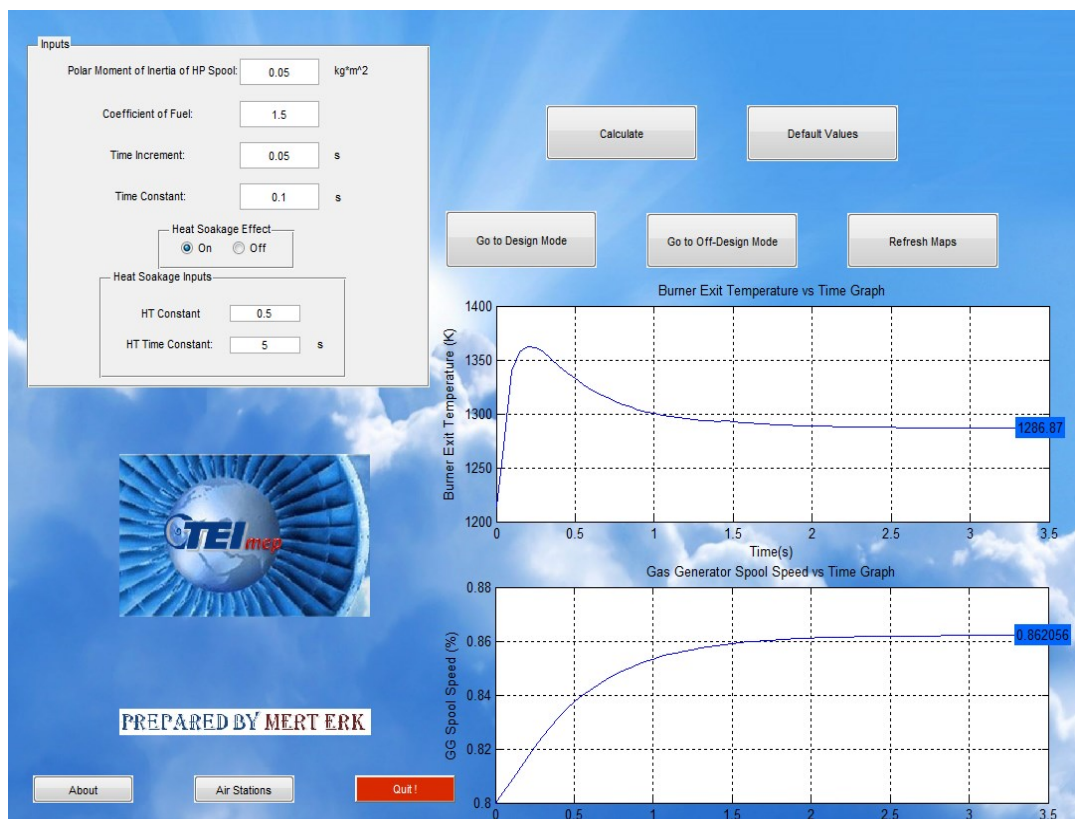 Inputs
Polar Moment of Inertia of HP Spool: 0.05 kg*m^2
Coefficient of Fuel: 1.5
Time Increment: 0.05 s
Time Constant: 0.1 s
Heat Soakage Effect
On Off
Heat Soakage Inputs
HT Constant 0.5
HT Time Constant: 5 s
Calculate Default Values
Go to Design Mode Go to Off-Design Mode Refresh Maps
Burner Exit Temperature vs Time Graph
Burner Exit Temperature (K)
1400
1350
1300
1250
1200
1286.87
0 0.5 1 1.5 2 2.5 3 3.5
Time(s)
Gas Generator Spool Speed vs Time Graph
GG Spool Speed (%)
0.88
0.86
0.84
0.82
0.8
0.862056
0 0.5 1 1.5 2 2.5 3 3.5
TEI mep
PREPARED BY MERT ERK
About Air Stations Quit !